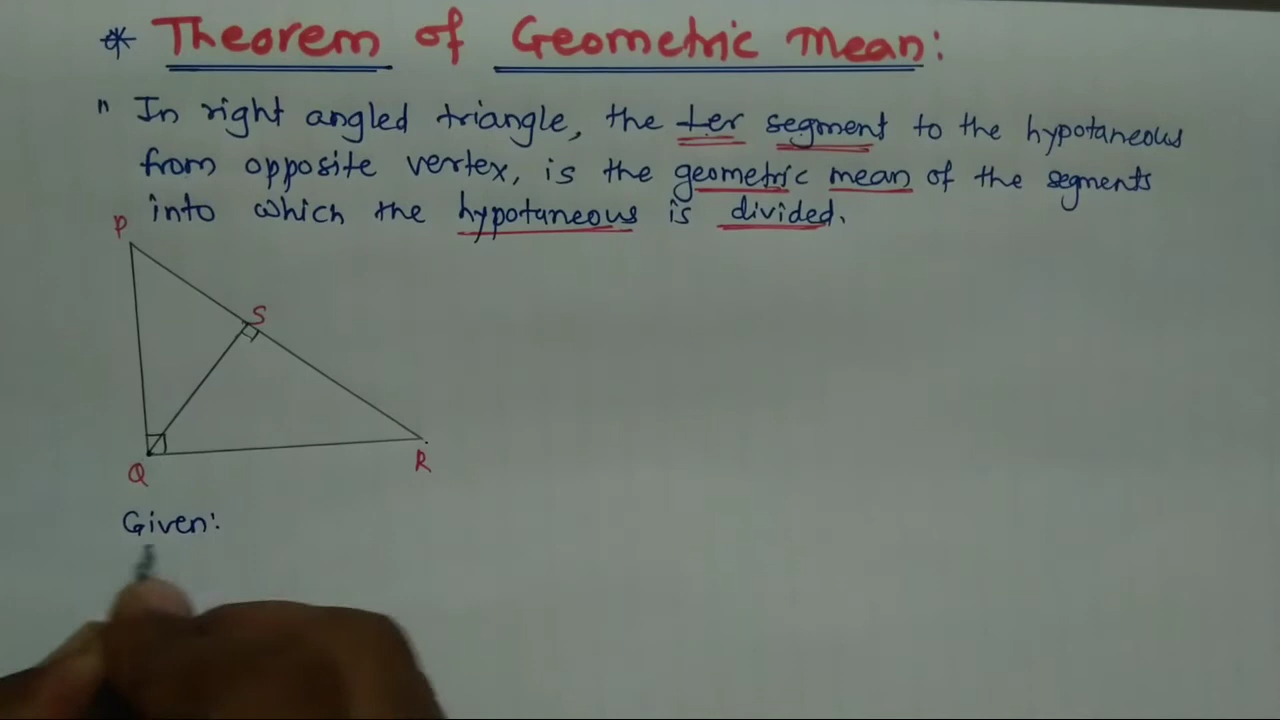 * Theorem of Geometric Mean:
" In right angled triangle, the ⊥er segment to the hypotaneous
from opposite vertex, is the geometric mean of the segments
into which the hypotaneous is divided.
P
S
Q
R
Given: